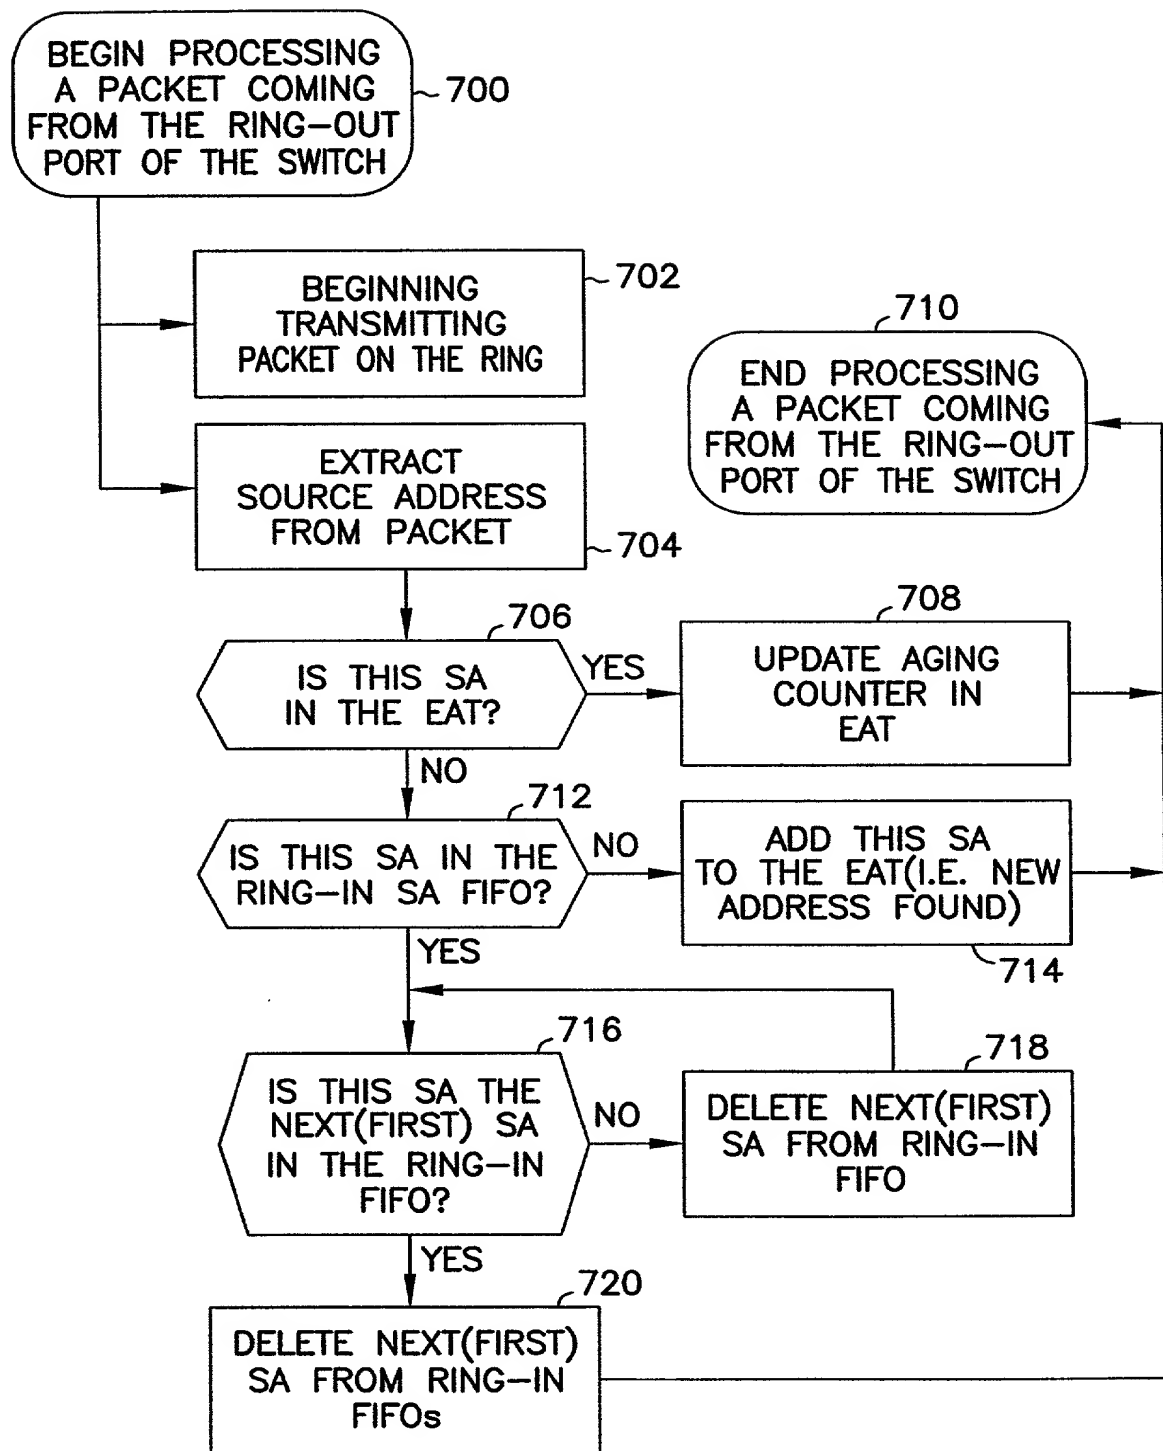 BEGIN PROCESSING
A PACKET COMING
FROM THE RING—OUT
PORT OF THE SWITCH
700
BEGINNING
TRANSMITTING
PACKET ON THE RING
702
710
END PROCESSING
A PACKET COMING
FROM THE RING—OUT
PORT OF THE SWITCH
EXTRACT
SOURCE ADDRESS
FROM PACKET
704
706
IS THIS SA
IN THE EAT?
YES
708
UPDATE AGING
COUNTER IN
EAT
NO
712
IS THIS SA IN THE
RING—IN SA FIFO?
NO
ADD THIS SA
TO THE EAT(I.E. NEW
ADDRESS FOUND)
714
YES
716
IS THIS SA THE
NEXT(FIRST) SA
IN THE RING—IN
FIFO?
NO
718
DELETE NEXT(FIRST)
SA FROM RING—IN
FIFO
YES
720
DELETE NEXT(FIRST)
SA FROM RING—IN
FIFOs